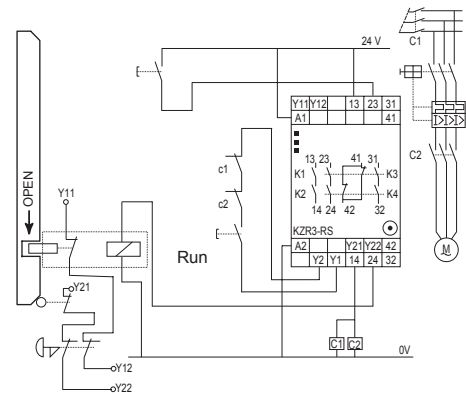 24 V
C1
Y11 Y12 13 23 31
A1 41
OPEN
Y11
c1
c2
Run
13 23 41 31
K1 K3
K2 K4
14 24 42 32
KZR3-RS
A2 Y21 Y22 42
Y2 Y1 14 24 32
I> I> I>
C2
M
Y21
C1 C2
0V
Y12
Y22